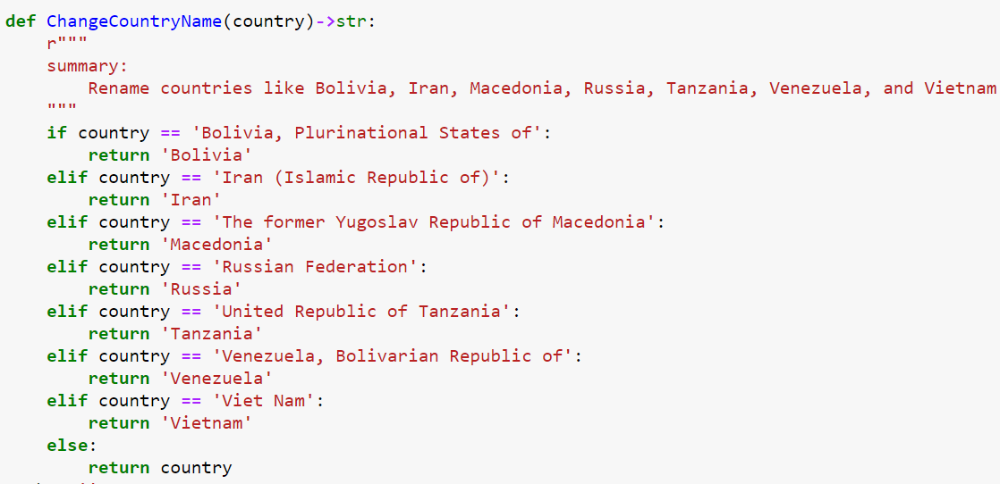 def ChangeCountryName(country)->str:
    r"""
    summary:
        Rename countries like Bolivia, Iran, Macedonia, Russia, Tanzania, Venezuela, and Vietnam
    """
    if country == 'Bolivia, Plurinational States of':
        return 'Bolivia'
    elif country == 'Iran (Islamic Republic of)':
        return 'Iran'
    elif country == 'The former Yugoslav Republic of Macedonia':
        return 'Macedonia'
    elif country == 'Russian Federation':
        return 'Russia'
    elif country == 'United Republic of Tanzania':
        return 'Tanzania'
    elif country == 'Venezuela, Bolivarian Republic of':
        return 'Venezuela'
    elif country == 'Viet Nam':
        return 'Vietnam'
    else:
        return country